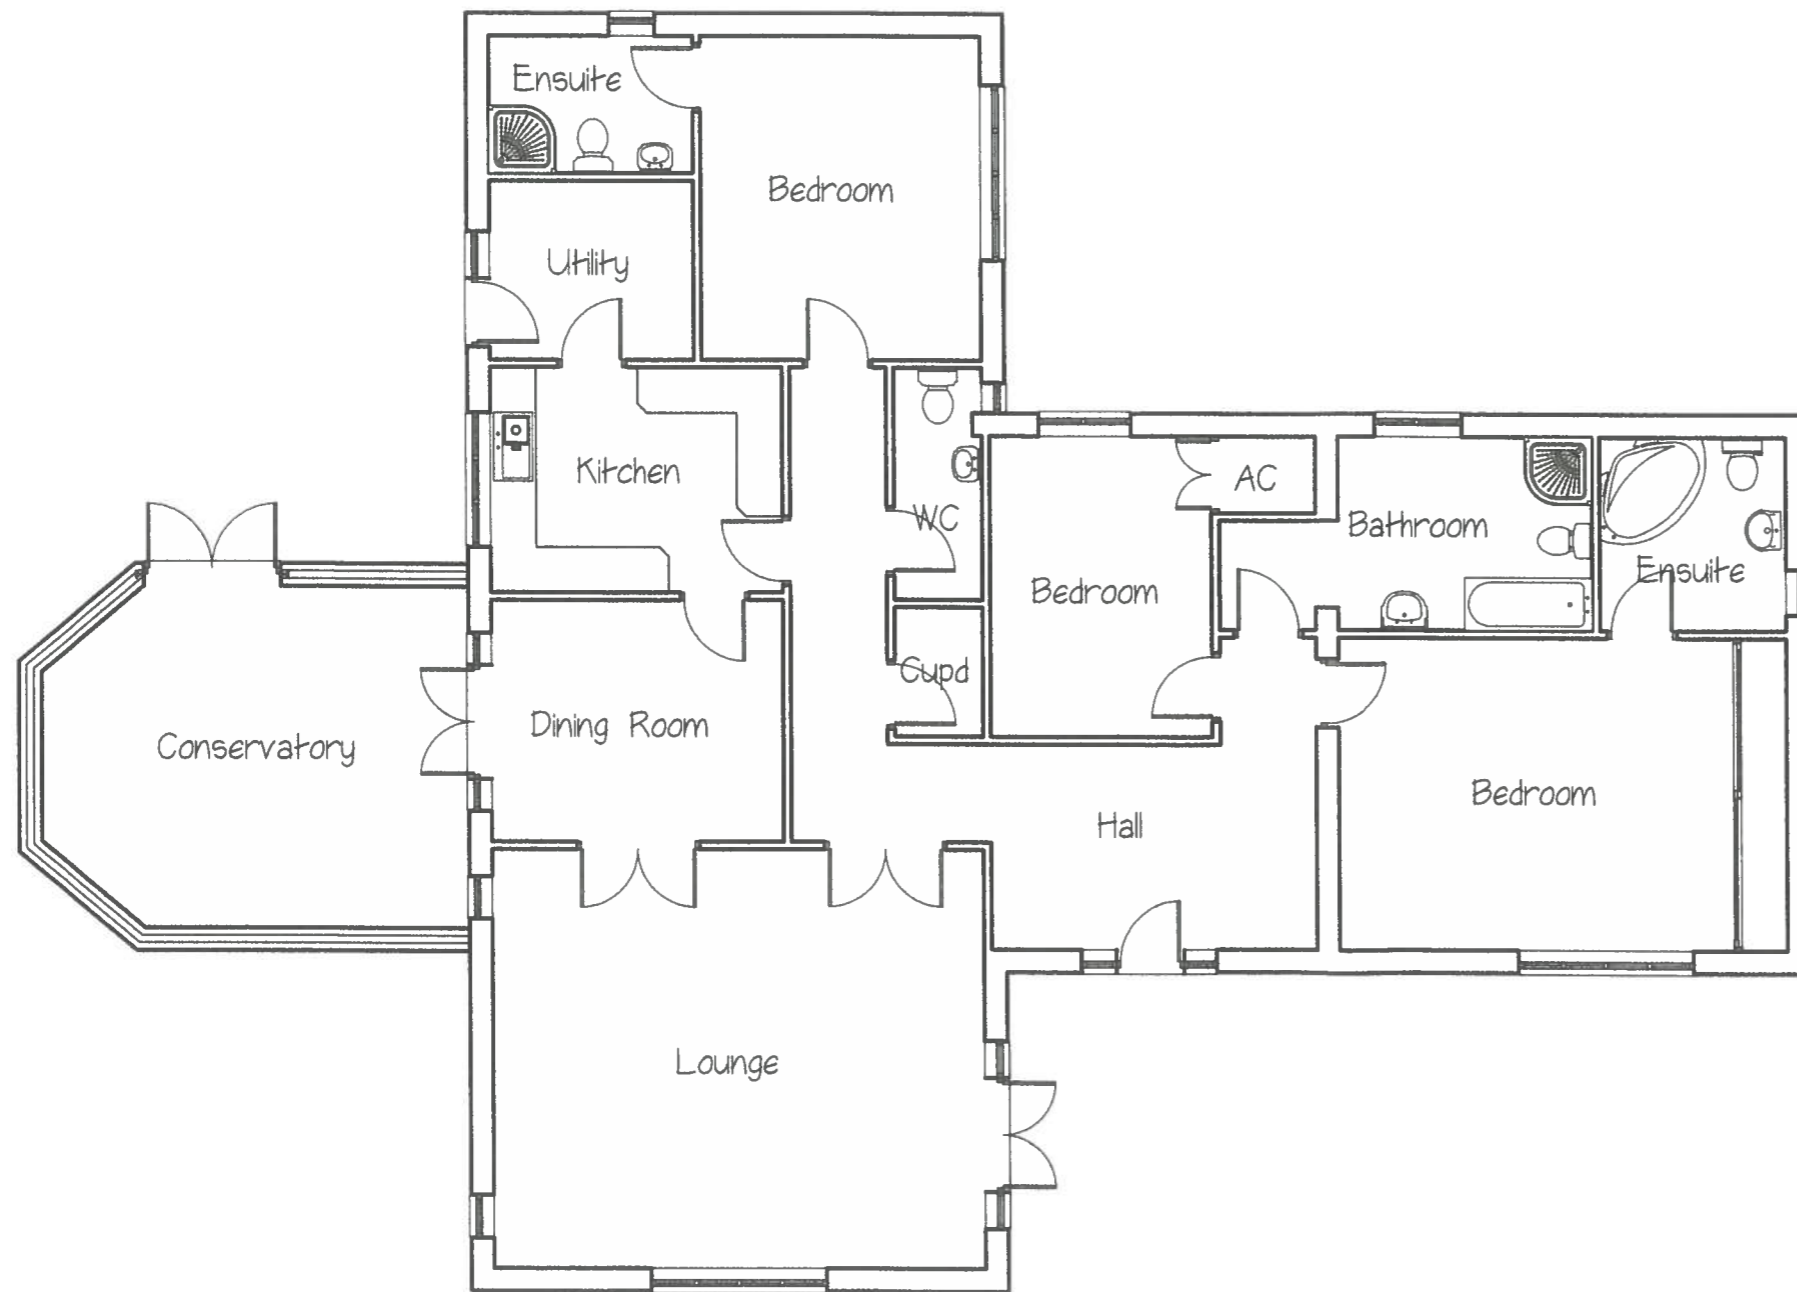 Ensuite
Bedroom
Utility
Kitchen
WC
AC
Bathroom
Ensuite
Bedroom
Cupd
Conservatory
Dining Room
Hall
Bedroom
Lounge